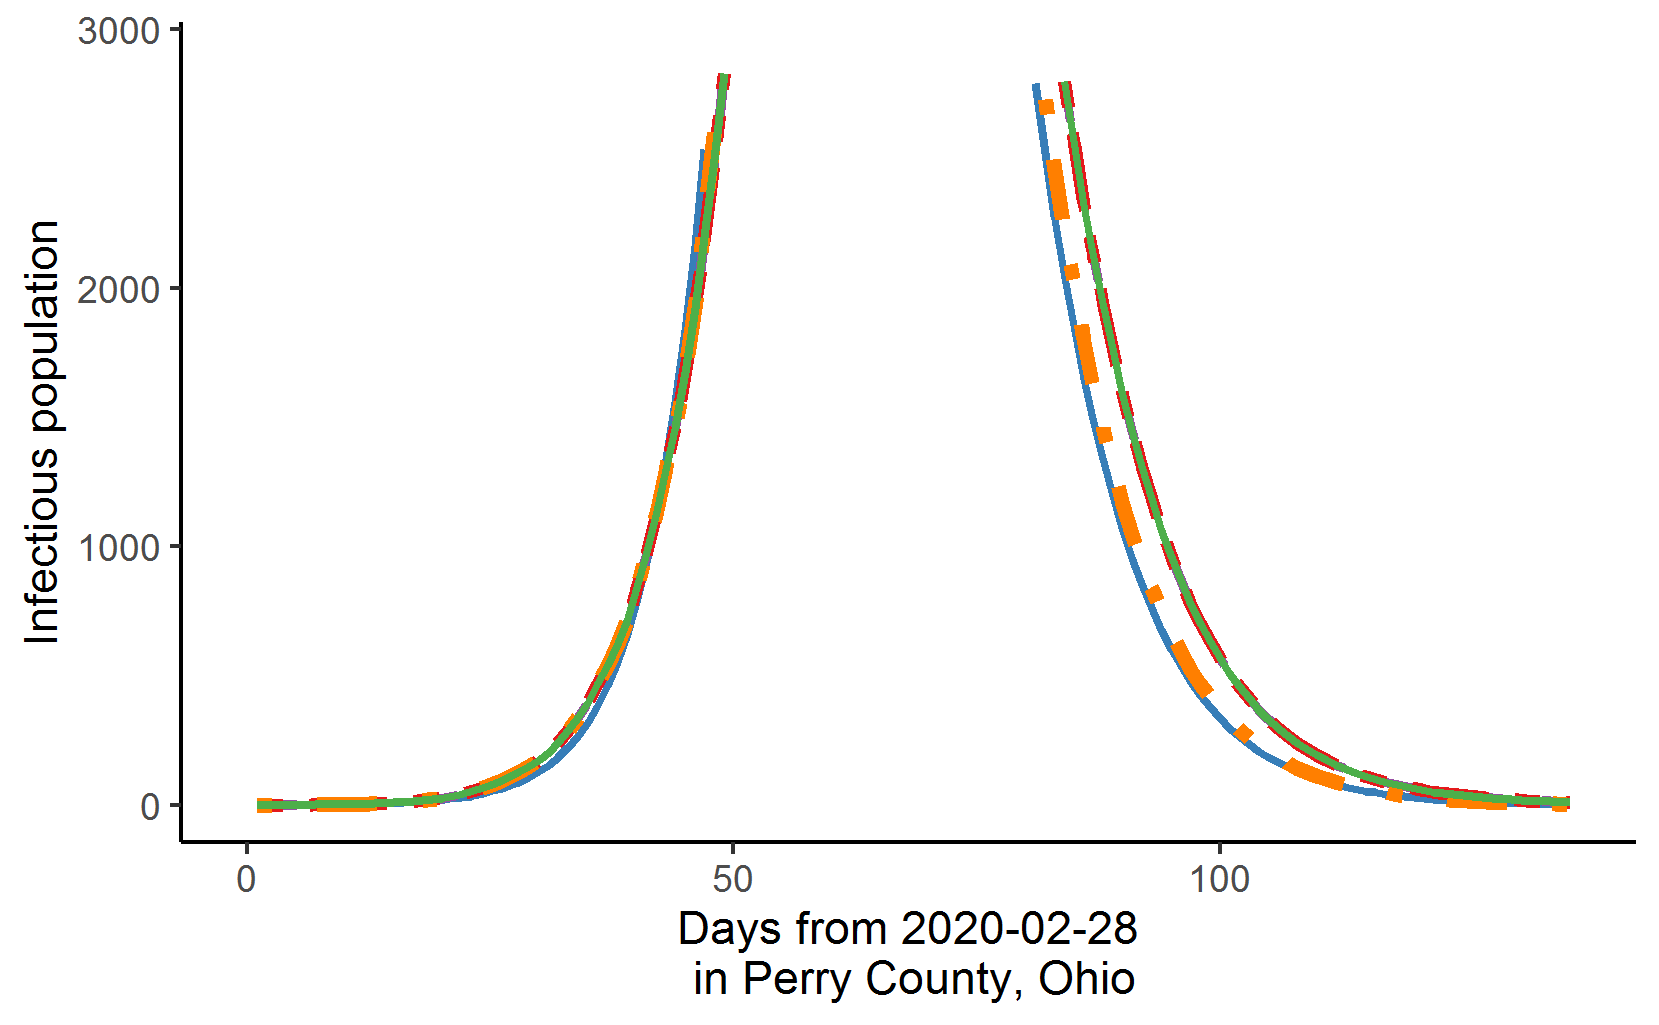 3000
2000
1000
0
Infectious population
0 50 100
Days from 2020-02-28
in Perry County, Ohio